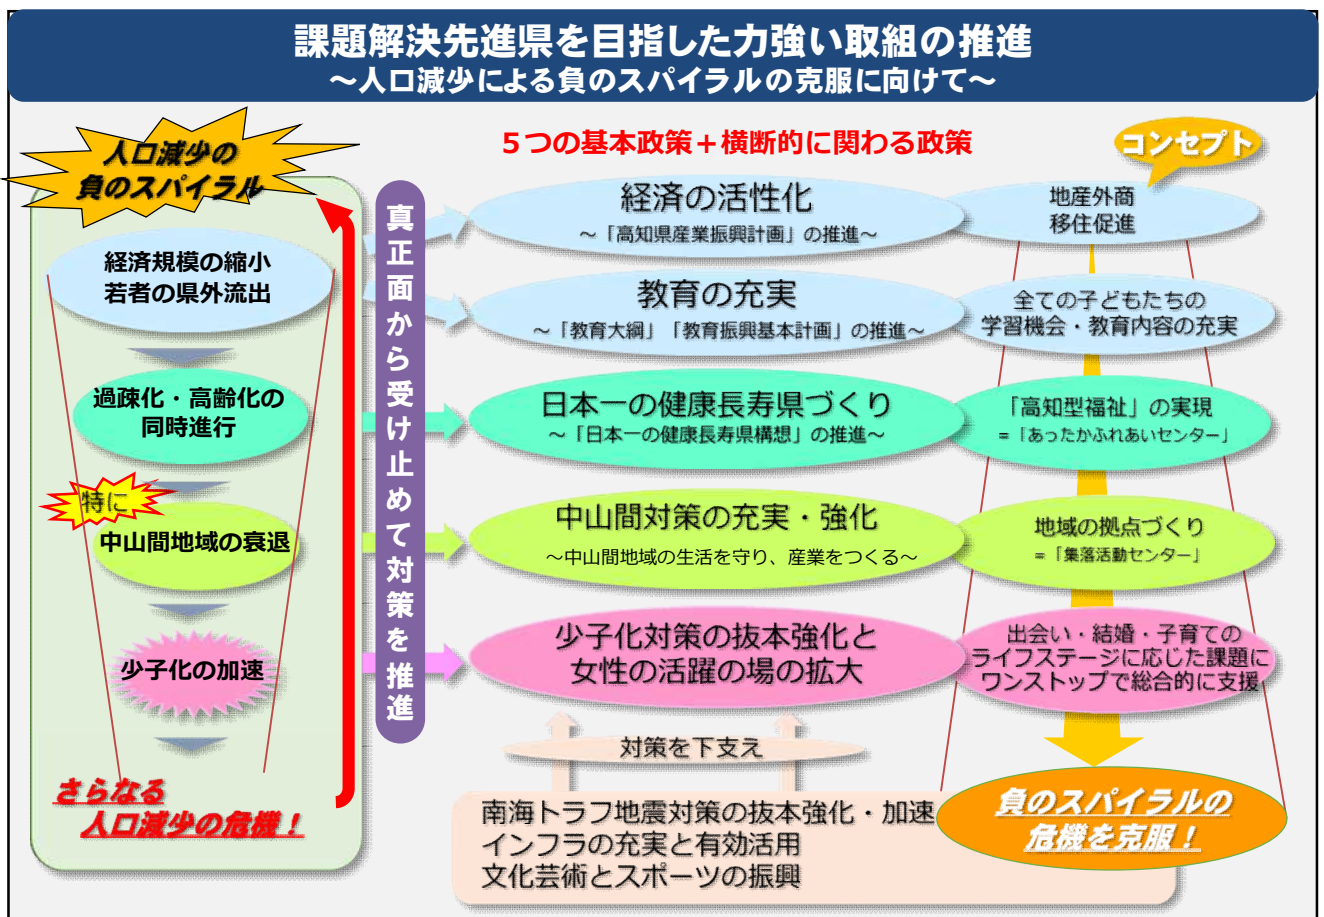 課題解決先進県を目指した力強い取組の推進
～人口減少による負のスパイラルの克服に向けて～
人口減少の
負のスパイラル
経済規模の縮小
若者の県外流出
過疎化・高齢化の
同時進行
特に
中山間地域の衰退
少子化の加速
さらなる
人口減少の危機！
真正面から受け止めて対策を推進
５つの基本政策＋横断的に関わる政策
コンセプト
経済の活性化
～「高知県産業振興計画」の推進～
地産外商
移住促進
教育の充実
～「教育大綱」「教育振興基本計画」の推進～
全ての子どもたちの
学習機会・教育内容の充実
日本一の健康長寿県づくり
～「日本一の健康長寿県構想」の推進～
「高知型福祉」の実現
＝「あったかふれあいセンター」
中山間対策の充実・強化
～中山間地域の生活を守り、産業をつくる～
地域の拠点づくり
＝「集落活動センター」
少子化対策の抜本強化と
女性の活躍の場の拡大
出会い・結婚・子育ての
ライフステージに応じた課題に
ワンストップで総合的に支援
対策を下支え
南海トラフ地震対策の抜本強化・加速
インフラの充実と有効活用
文化芸術とスポーツの振興
負のスパイラルの
危機を克服！